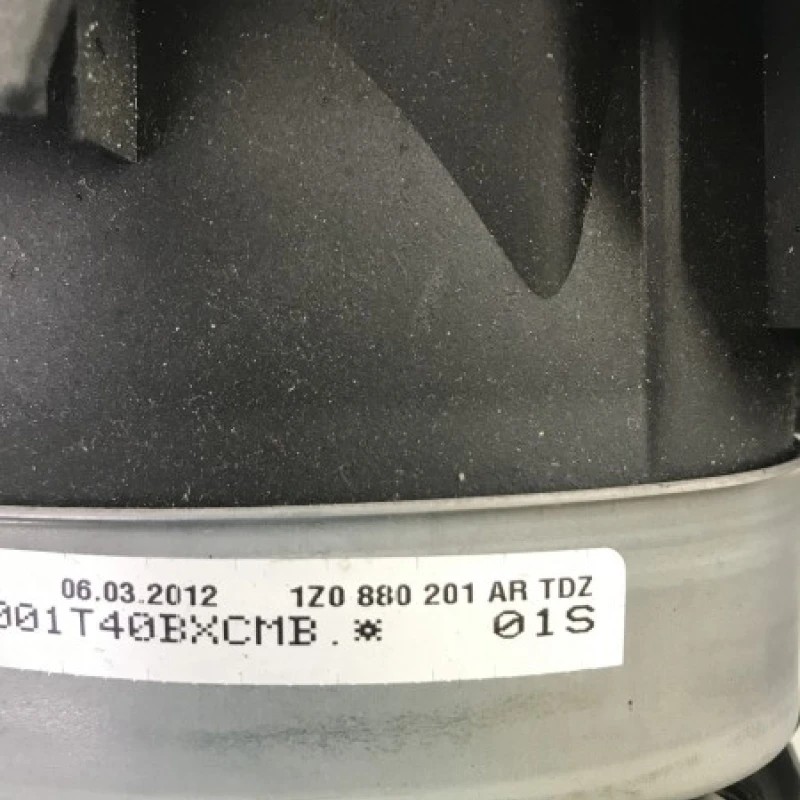 06.03.2012 1Z0 880 201 AR TDZ
001T40BXCMB.* 01S